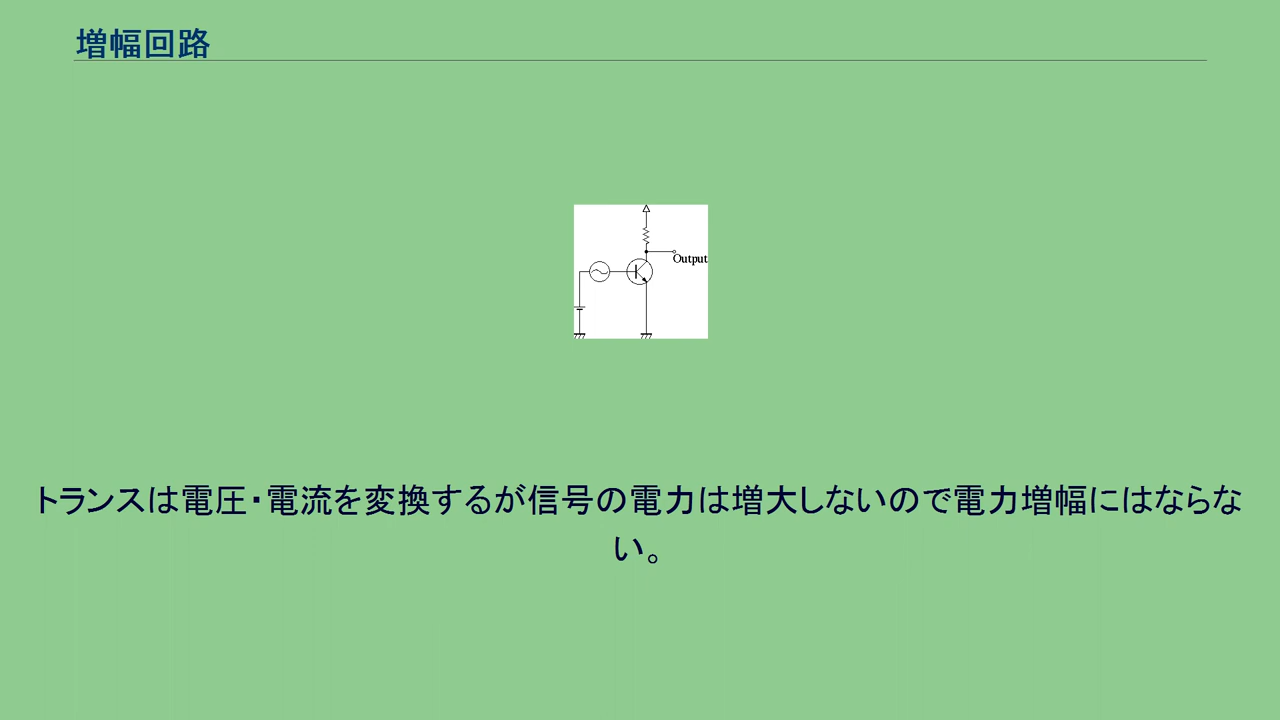 増幅回路
Output
トランスは電圧・電流を変換するが信号の電力は増大しないので電力増幅にはならな
い。